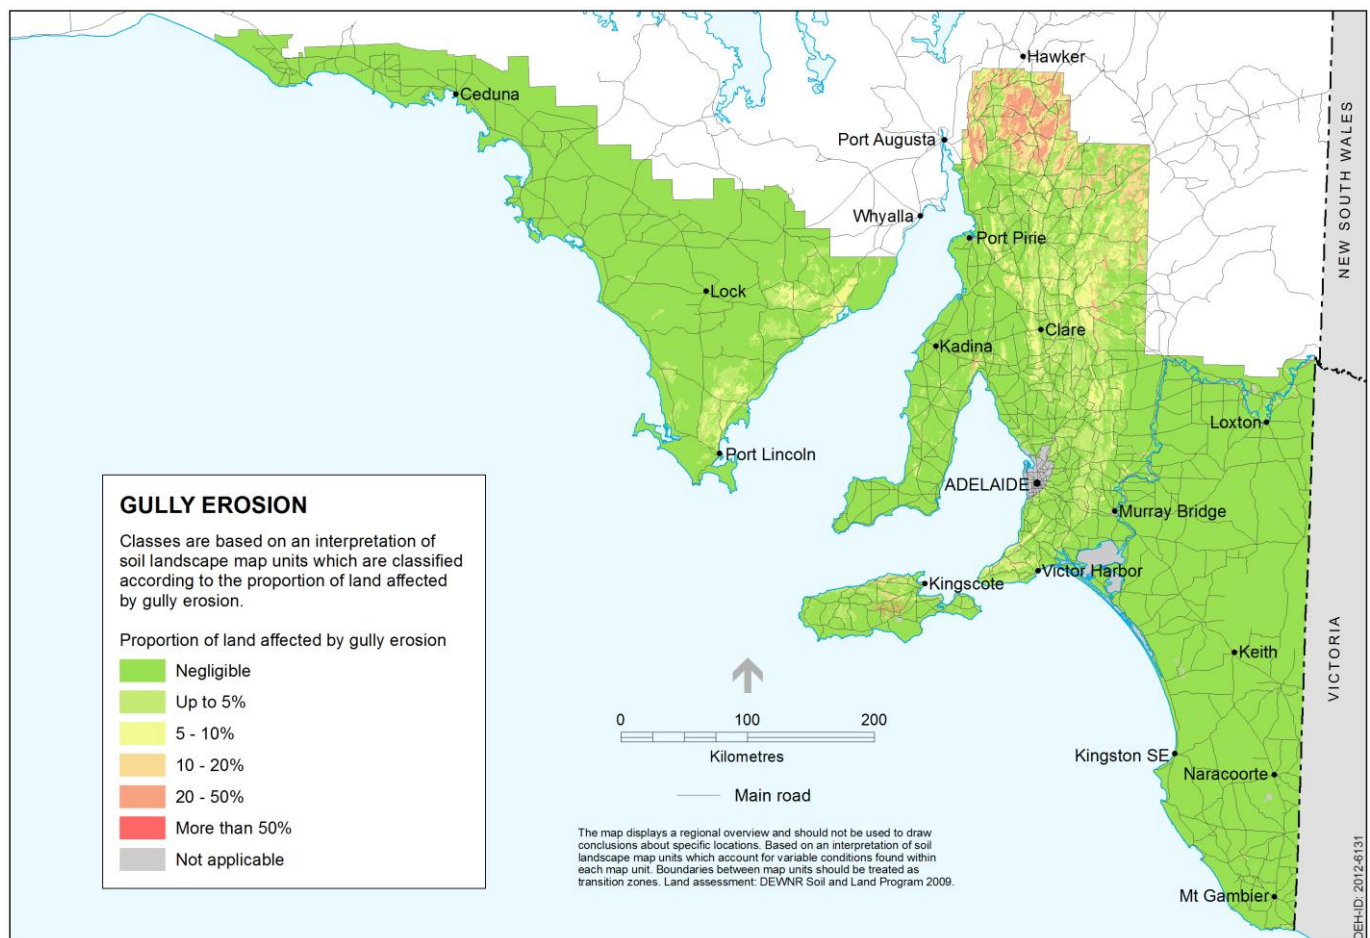 Hawker
Ceduna
Port Augusta
NEW SOUTH WALES
Whyalla
Port Pirie
Lock
Clare
Kadina
Loxton
Port Lincoln
ADELAIDE
Murray Bridge
Kingscote
Victor Harbor
Keith
VICTORIA
Kingston SE
Naracoorte
Mt Gambier
GULLY EROSION
Classes are based on an interpretation of
soil landscape map units which are classified
according to the proportion of land affected
by gully erosion.
Proportion of land affected by gully erosion
Negligible
Up to 5%
5 - 10%
10 - 20%
20 - 50%
More than 50%
Not applicable
0 100 200
Kilometres
Main road
The map displays a regional overview and should not be used to draw
conclusions about specific locations. Based on an interpretation of soil
landscape map units which account for variable conditions found within
each map unit. Boundaries between map units should be treated as
transition zones. Land assessment: DEWNR Soil and Land Program 2009.
DEH-ID: 2012-6131